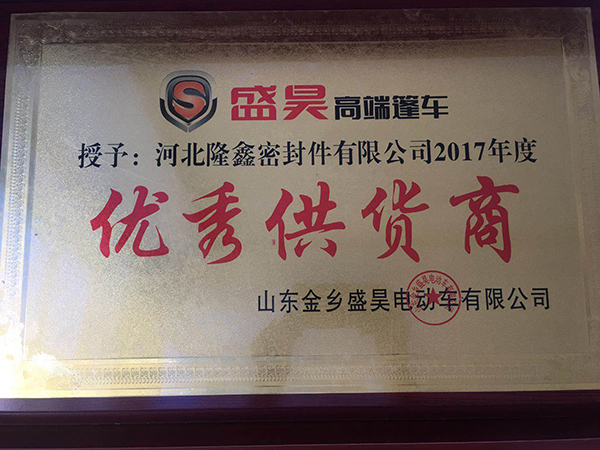 S 盛昊 高端篷车
授予：河北隆鑫密封件有限公司2017年度
优秀供货商
山东金乡盛昊电动车有限公司